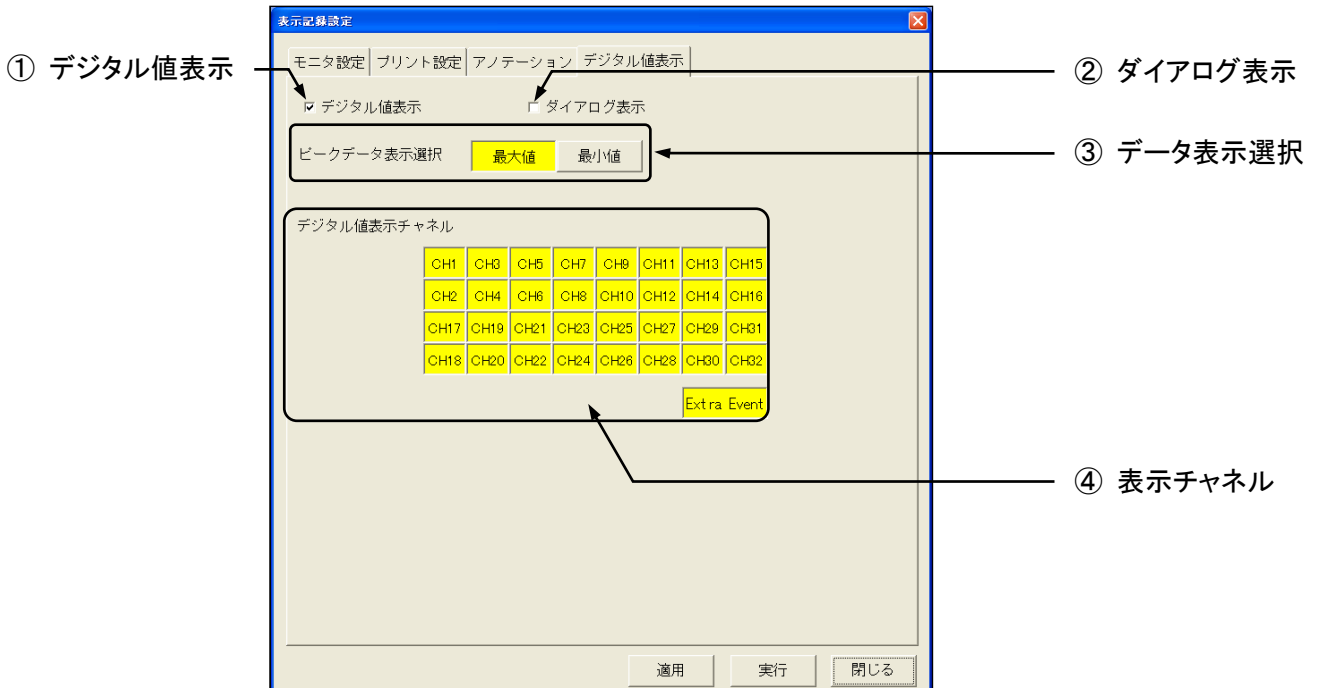 表示記録設定
モニタ設定 プリント設定 アノテーション デジタル値表示
① デジタル値表示
② ダイアログ表示
デジタル値表示 ダイアログ表示
ピークデータ表示選択 最大値 最小値
③ データ表示選択
デジタル値表示チャネル
CH1 CH3 CH5 CH7 CH9 CH11 CH13 CH15
CH2 CH4 CH6 CH8 CH10 CH12 CH14 CH16
CH17 CH19 CH21 CH23 CH25 CH27 CH29 CH31
CH18 CH20 CH22 CH24 CH26 CH28 CH30 CH32
Extra Event
④ 表示チャネル
適用 実行 閉じる